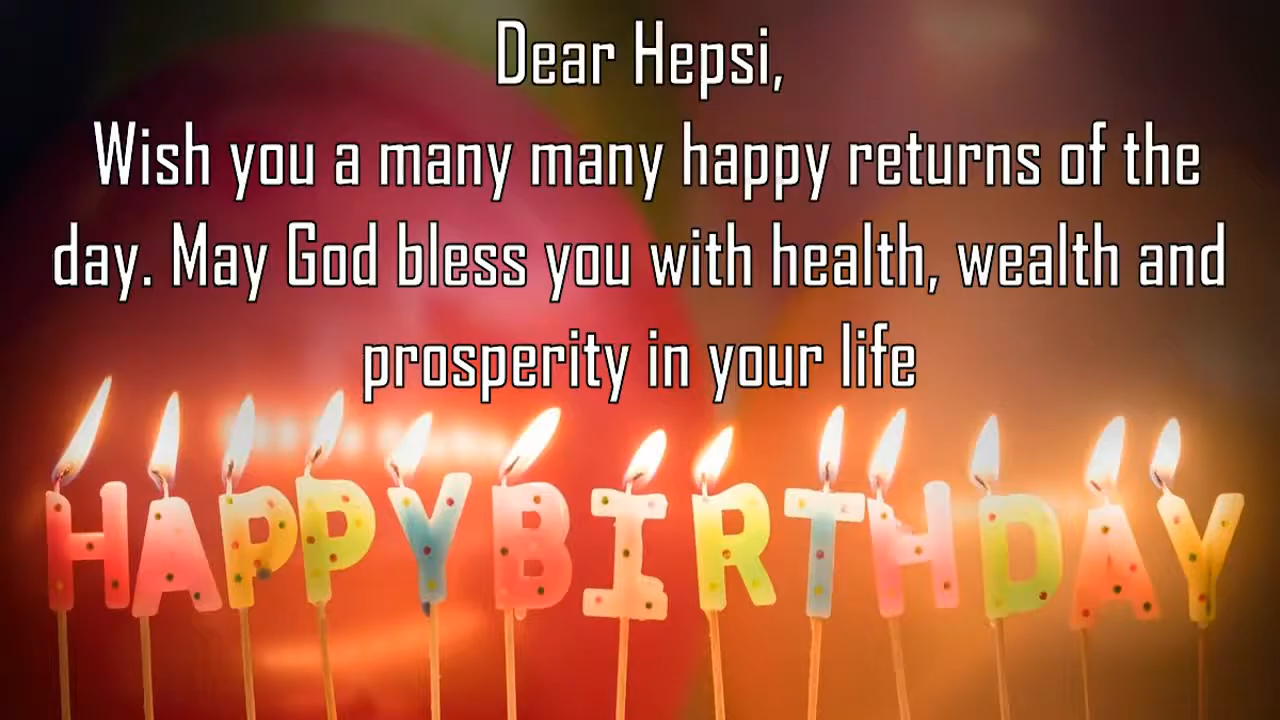 Dear Hepsi,
Wish you a many many happy returns of the
day. May God bless you with health, wealth and
prosperity in your life
HAPPY BIRTHDAY